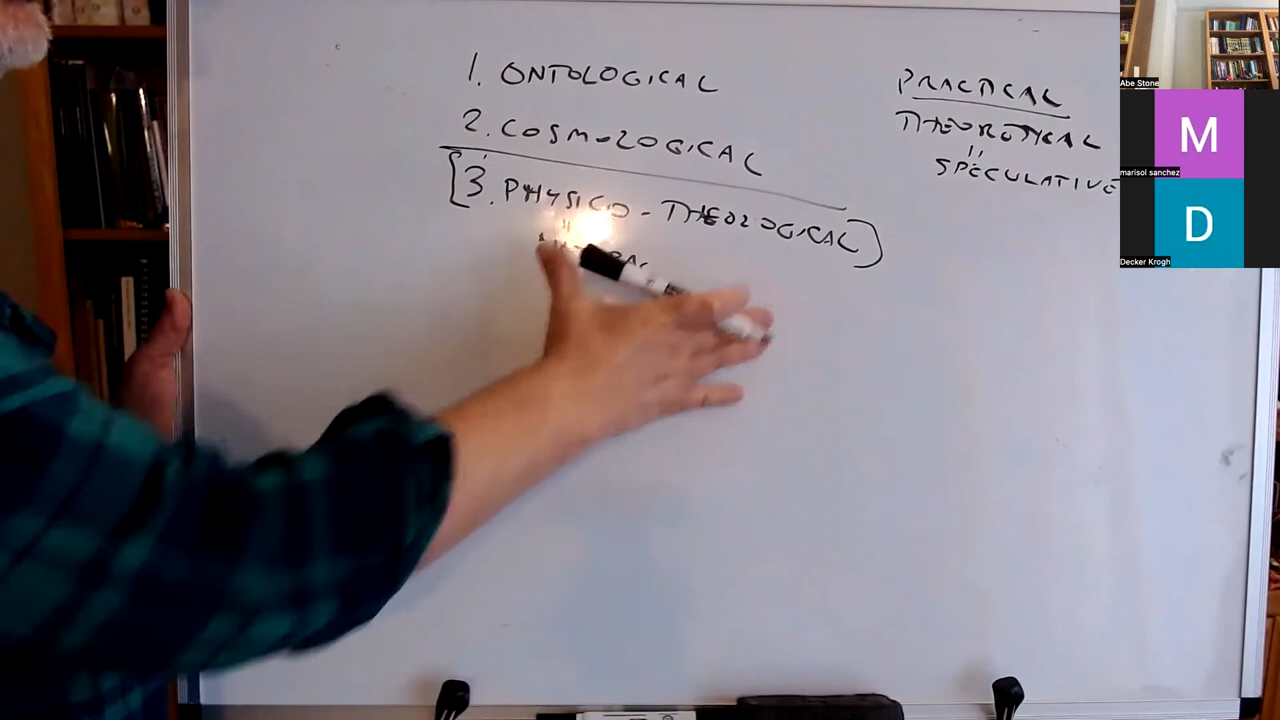 1. ONTOLOGICAL
2. COSMOLOGICAL
[3. PHYSICO - THEOLOGICAL]
PRACTICAL
THEORETICAL
"
SPECULATIVE
Abe Stone
M
marisol sanchez
D
Decker Krogh